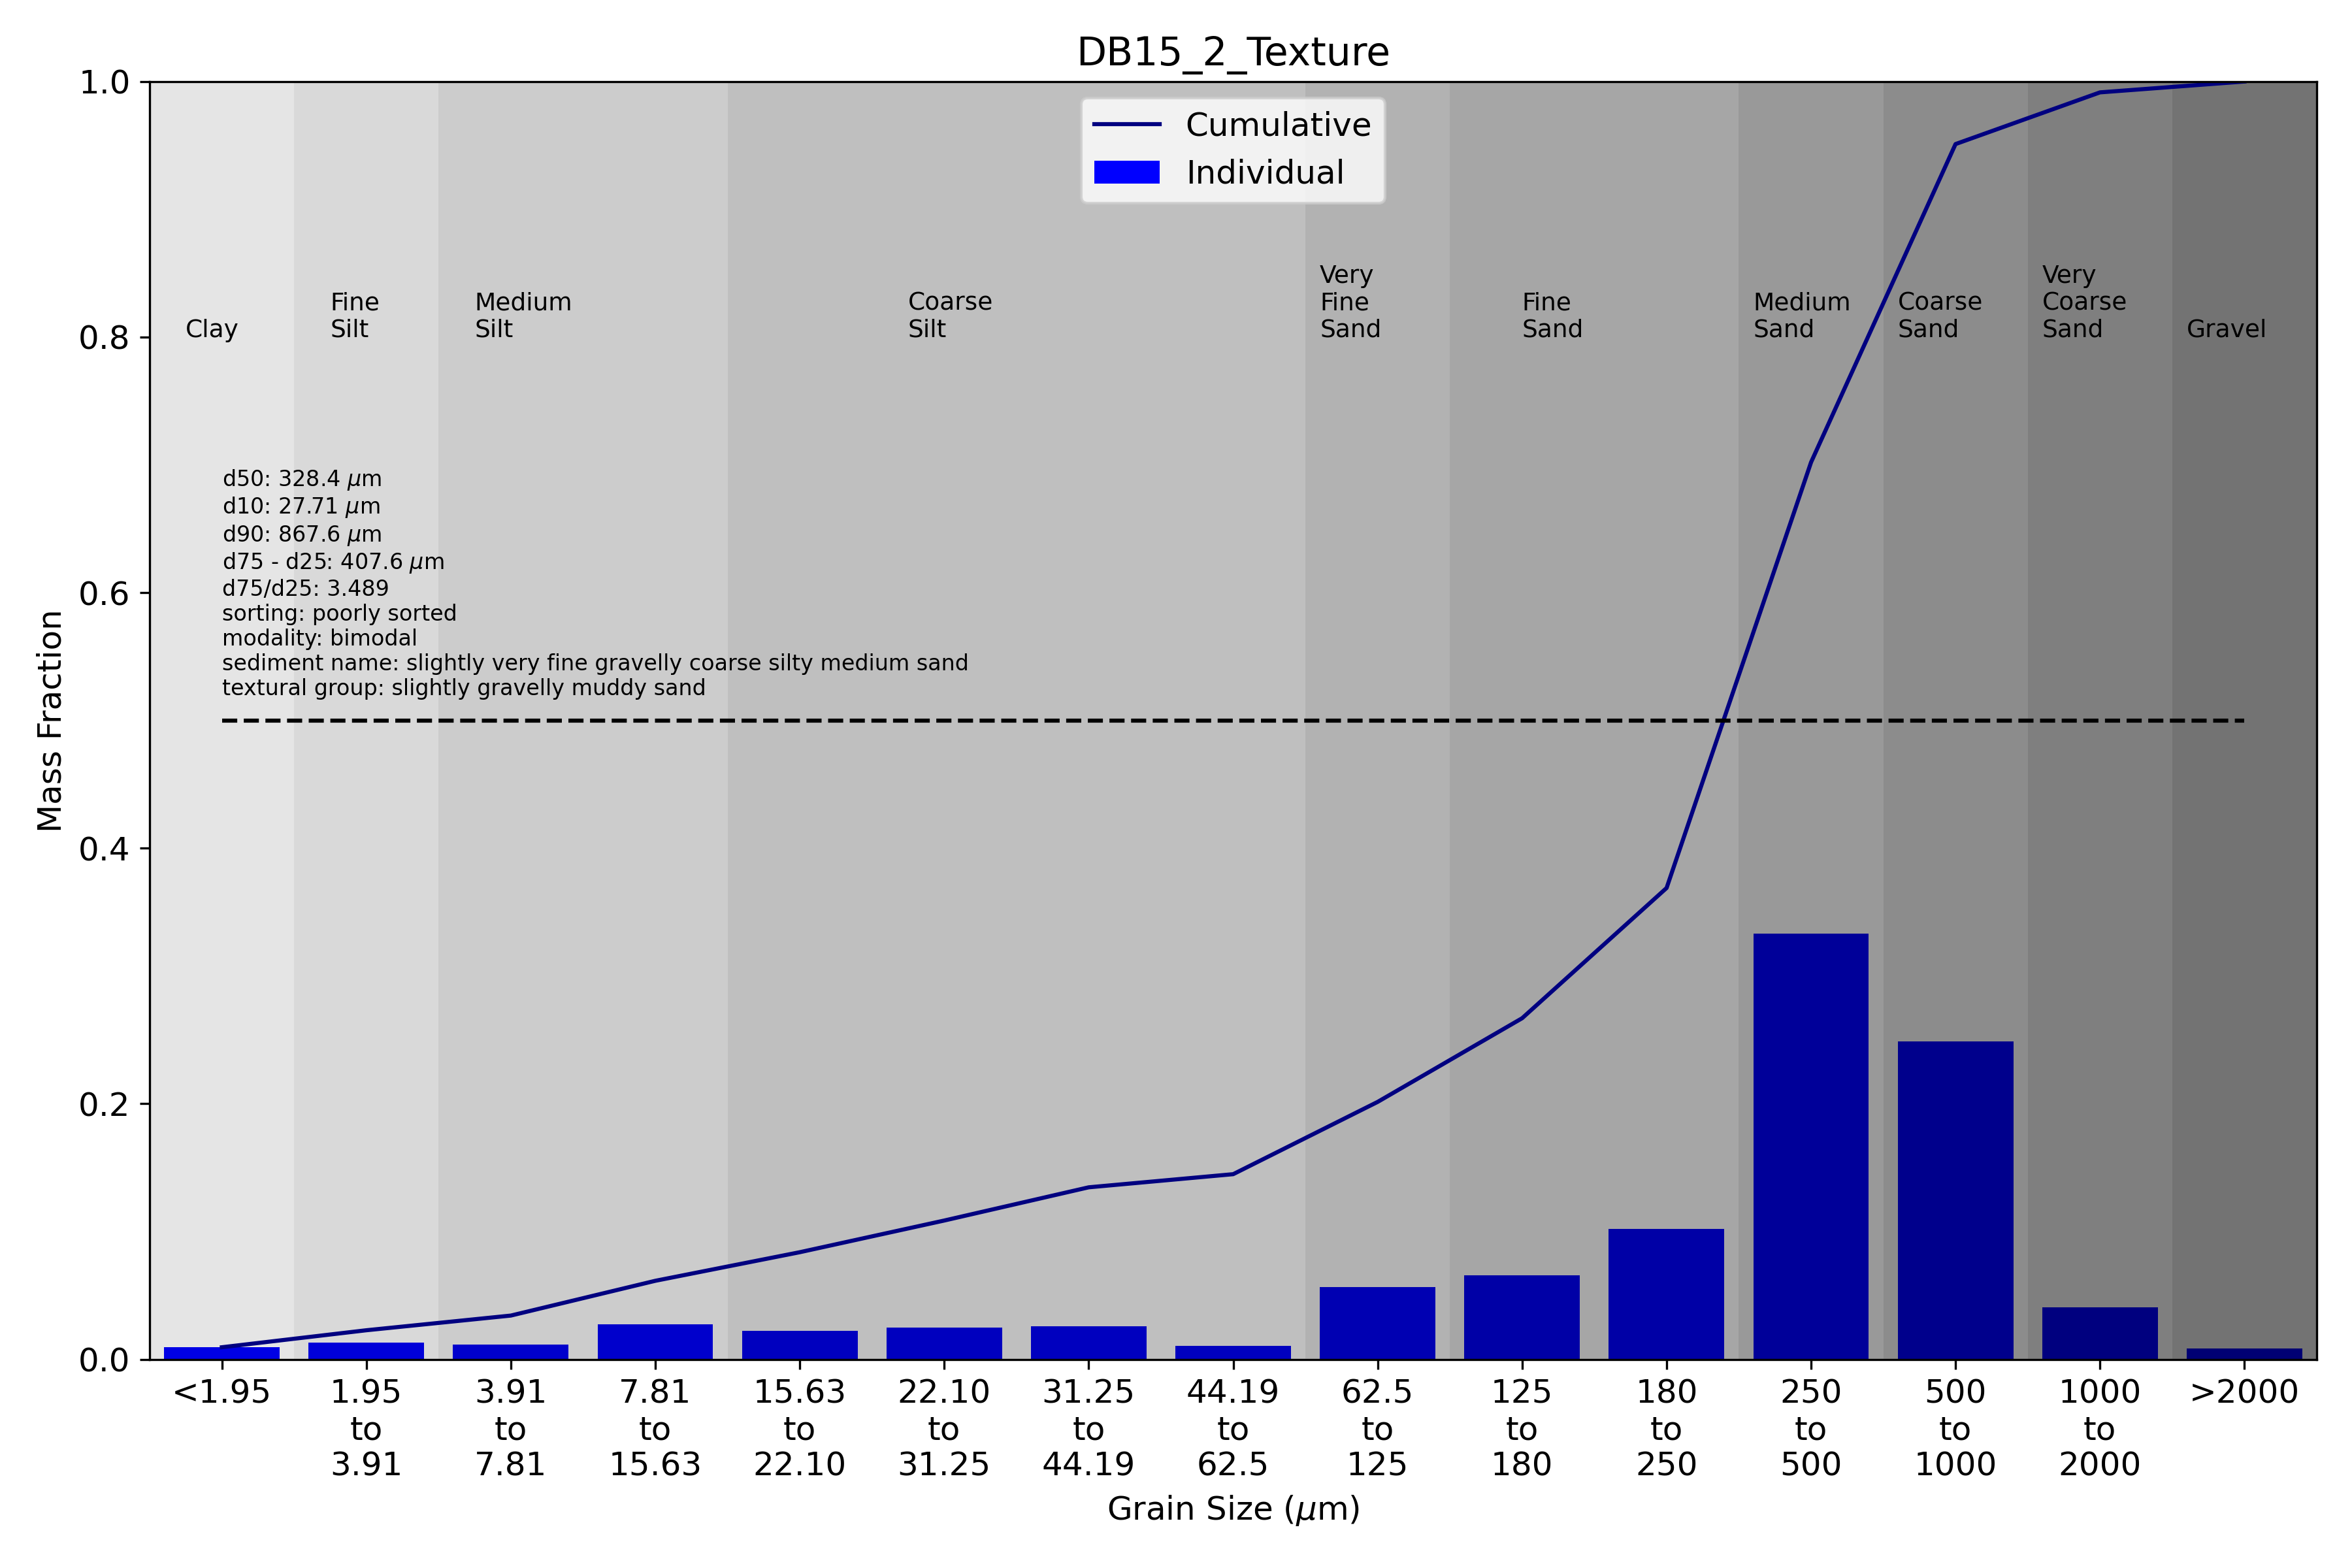 DB15_2_Texture
1.0
0.8
0.6
0.4
0.2
0.0
Mass Fraction
Cumulative
Individual
Clay
Fine
Silt
Medium
Silt
Coarse
Silt
Very
Fine
Sand
Fine
Sand
Medium
Sand
Coarse
Sand
Very
Coarse
Sand
Gravel
d50: 328.4 μm
d10: 27.71 μm
d90: 867.6 μm
d75 - d25: 407.6 μm
d75/d25: 3.489
sorting: poorly sorted
modality: bimodal
sediment name: slightly very fine gravelly coarse silty medium sand
textural group: slightly gravelly muddy sand
<1.95
1.95
to
3.91
3.91
to
7.81
7.81
to
15.63
15.63
to
22.10
22.10
to
31.25
31.25
to
44.19
44.19
to
62.5
62.5
to
125
125
to
180
180
to
250
250
to
500
500
to
1000
1000
to
2000
>2000
Grain Size (μm)